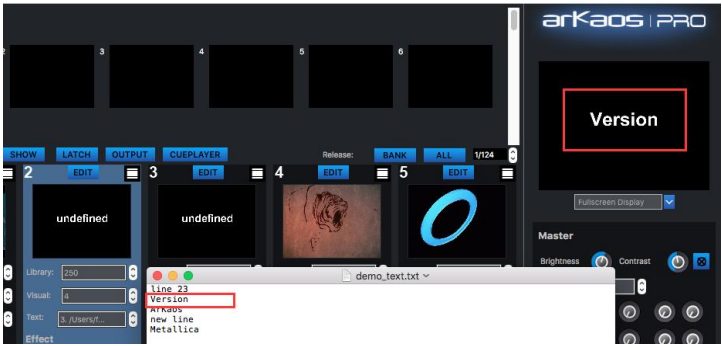 arKaos PRO
2 3 4 5 6
Version
SHOW LATCH OUTPUT CUEPLAYER Release: BANK ALL 1/124
2 EDIT 3 EDIT 4 EDIT 5 EDIT
undefined undefined
Fullscreen Display
Master
Brightness Contrast
Library: 250
Visual: 4
Text: 3. /Users/f...
Effect
demo_text.txt
line 23
Version
ArKaos
new line
Metallica